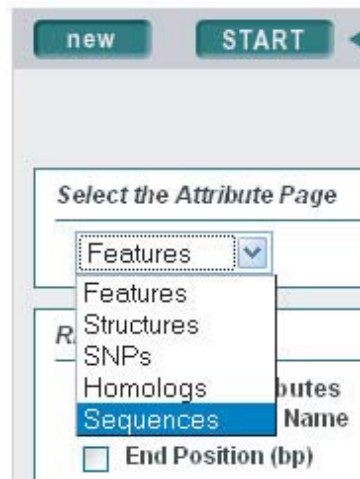 new START
Select the Attribute Page
Features
Features
Structures
SNPs
Homologs
Sequences
butes
Name
End Position (bp)